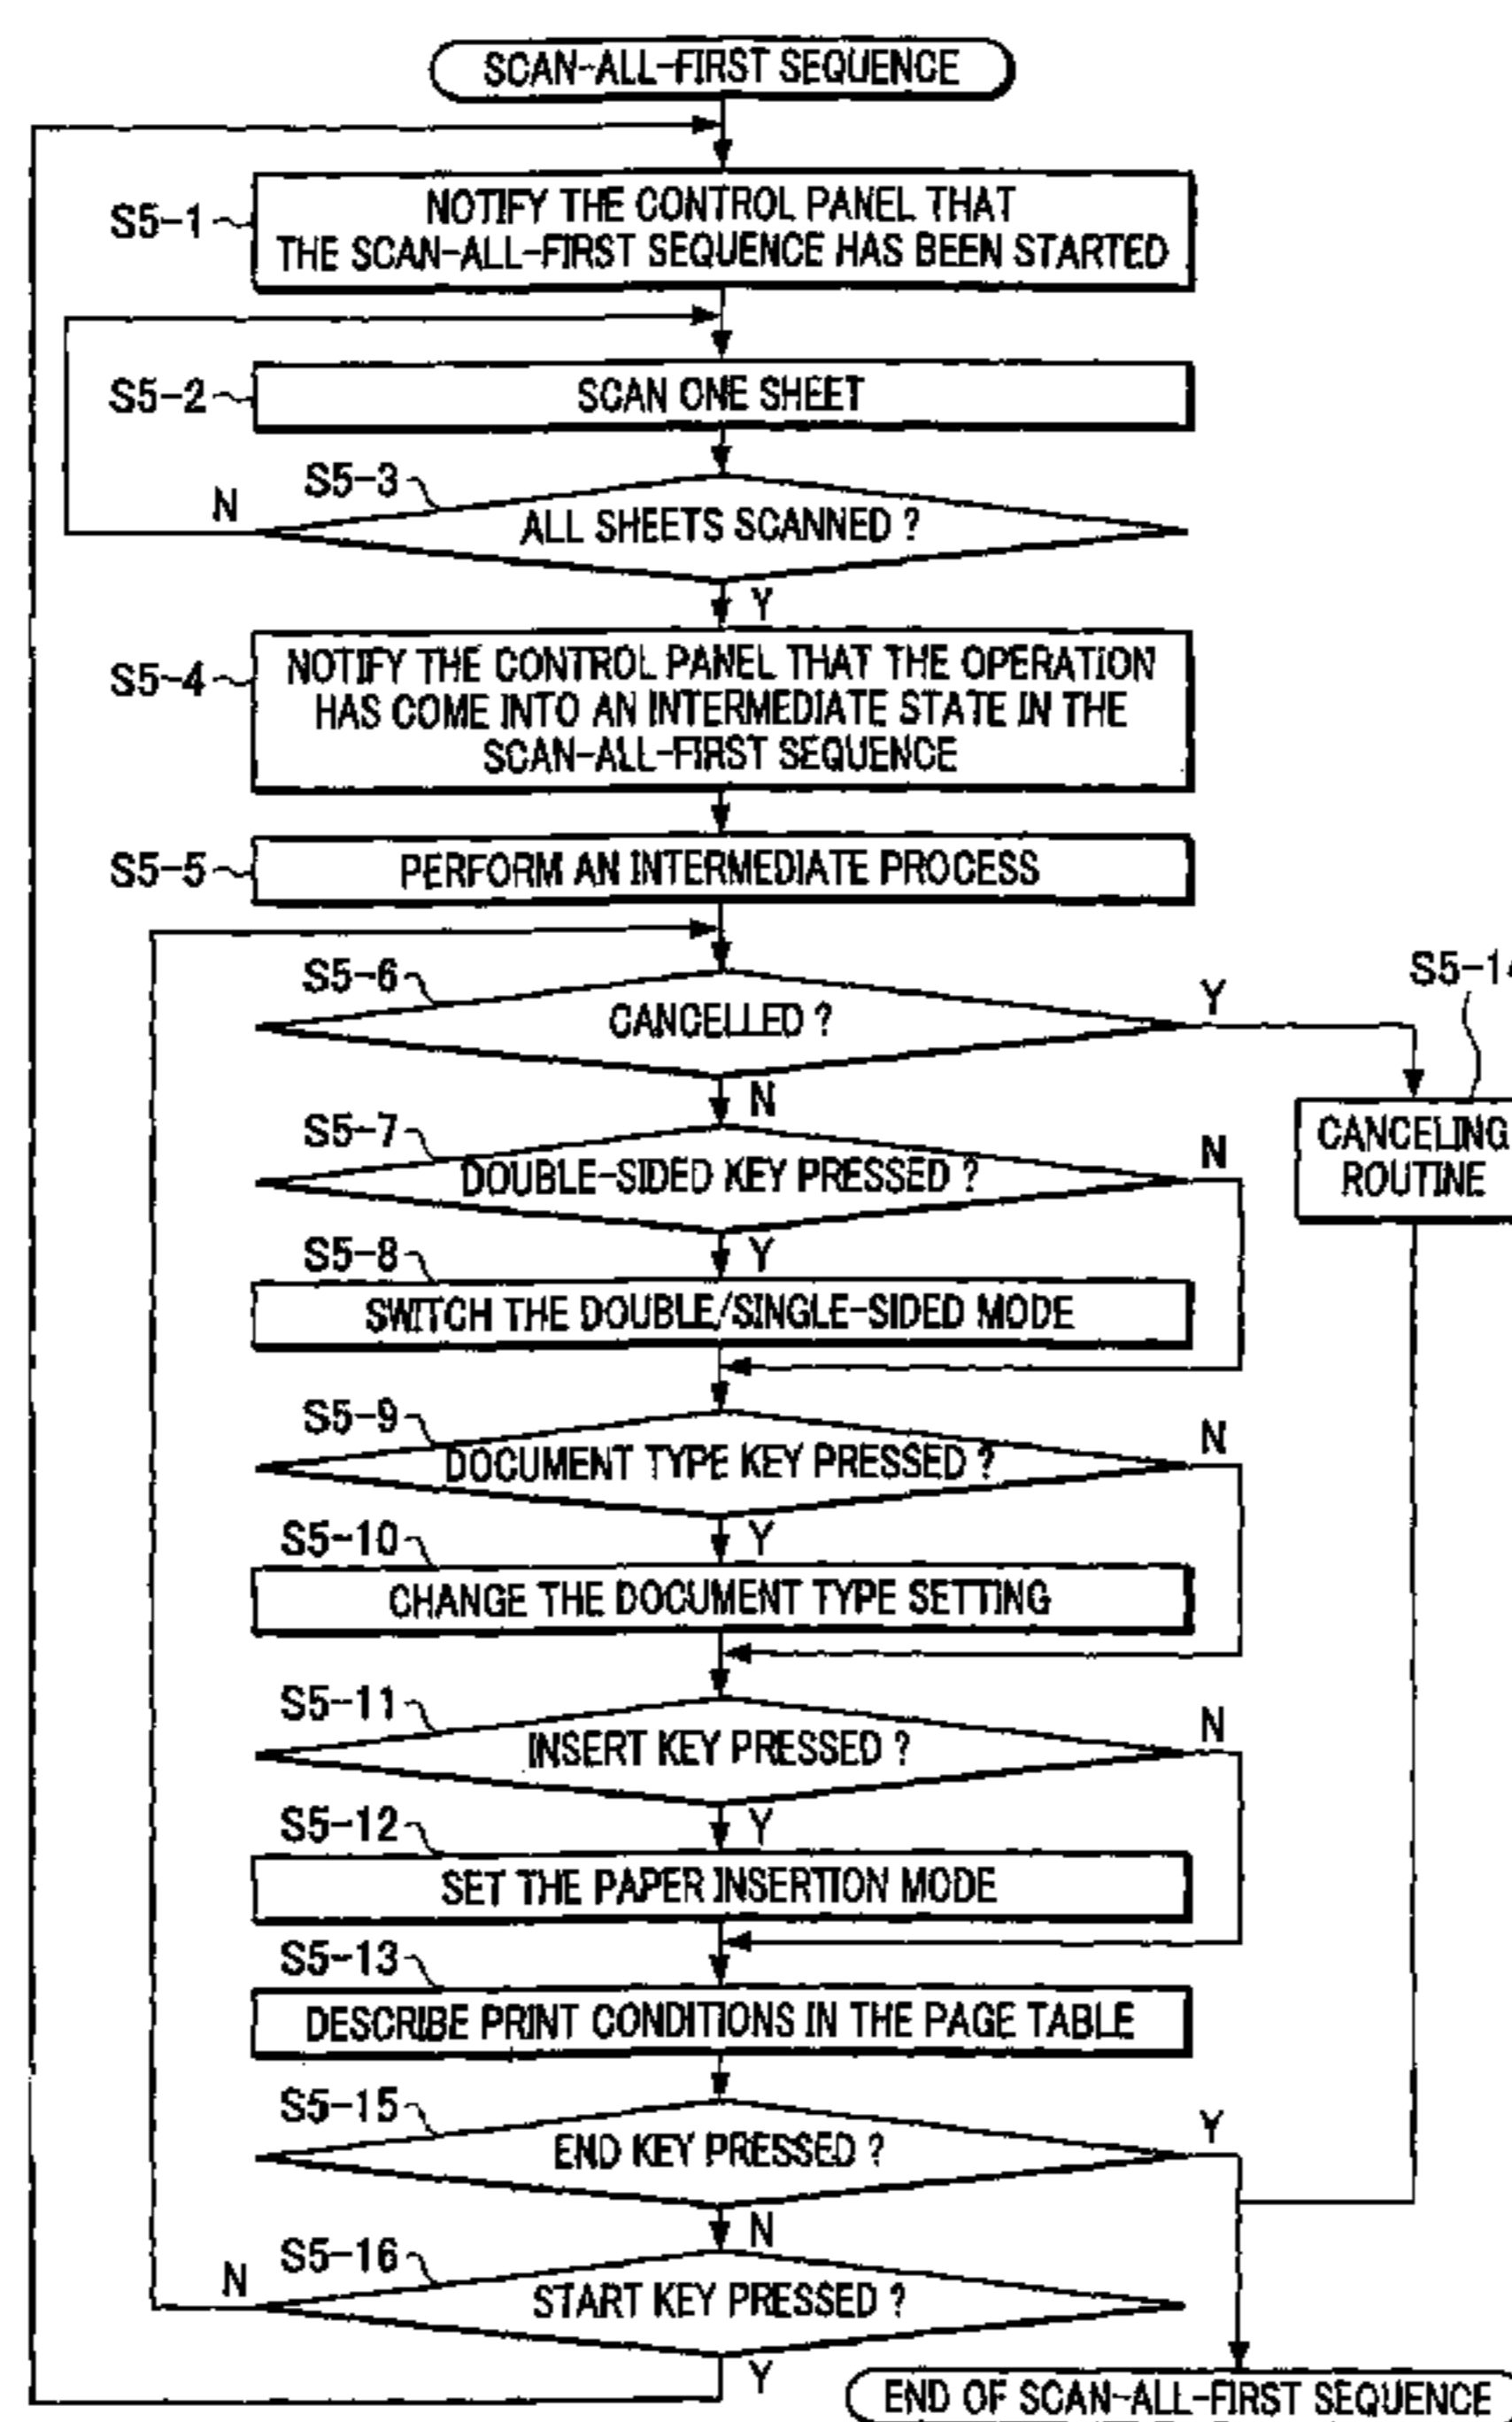 SCAN-ALL-FIRST SEQUENCE
S5-1
NOTIFY THE CONTROL PANEL THAT
THE SCAN-ALL-FIRST SEQUENCE HAS BEEN STARTED
S5-2
SCAN ONE SHEET
S5-3
N
ALL SHEETS SCANNED ?
Y
S5-4
NOTIFY THE CONTROL PANEL THAT THE OPERATION
HAS COME INTO AN INTERMEDIATE STATE IN THE
SCAN-ALL-FIRST SEQUENCE
S5-5
PERFORM AN INTERMEDIATE PROCESS
S5-6
CANCELLED ?
Y
N
S5-14
CANCELING
ROUTINE
S5-7
DOUBLE-SIDED KEY PRESSED ?
N
Y
S5-8
SWITCH THE DOUBLE/SINGLE-SIDED MODE
S5-9
DOCUMENT TYPE KEY PRESSED ?
N
Y
S5-10
CHANGE THE DOCUMENT TYPE SETTING
S5-11
INSERT KEY PRESSED ?
N
Y
S5-12
SET THE PAPER INSERTION MODE
S5-13
DESCRIBE PRINT CONDITIONS IN THE PAGE TABLE
S5-15
END KEY PRESSED ?
Y
N
S5-16
N
START KEY PRESSED ?
Y
END OF SCAN-ALL-FIRST SEQUENCE